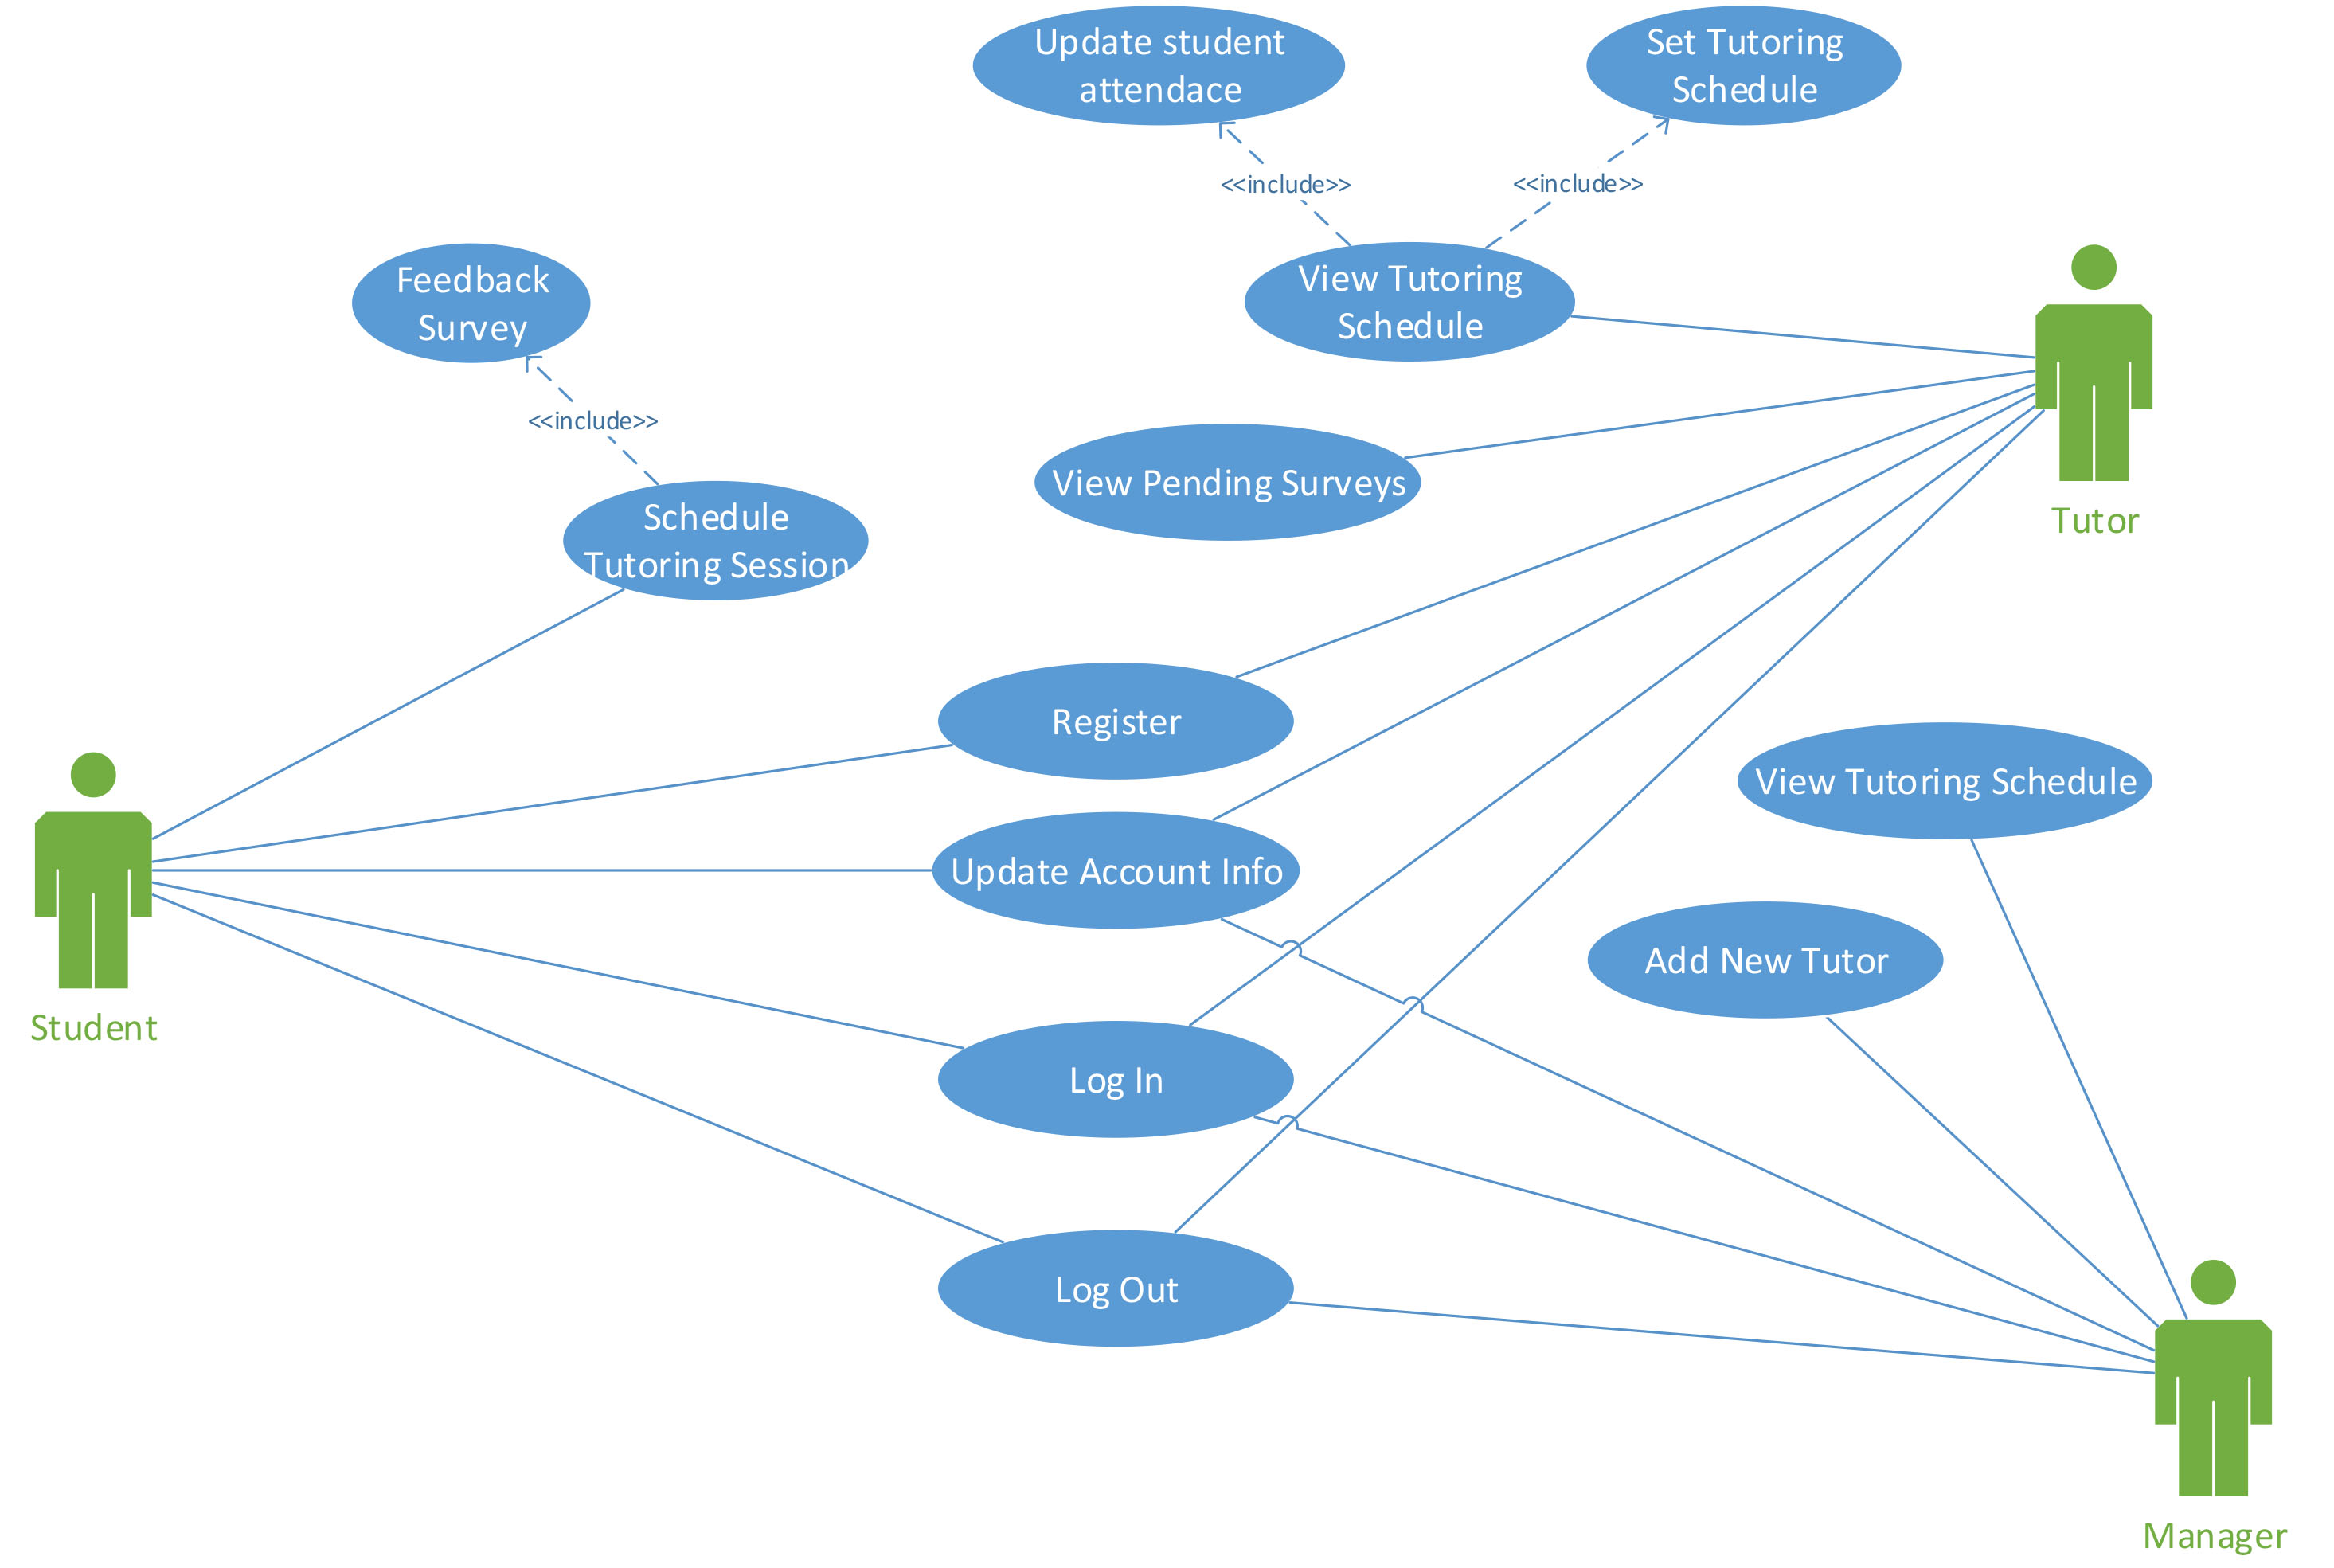 Update student
attendace
Set Tutoring
Schedule
<<include>>
<<include>>
Feedback
Survey
View Tutoring
Schedule
<<include>>
View Pending Surveys
Schedule
Tutoring Session
Tutor
Register
View Tutoring Schedule
Update Account Info
Add New Tutor
Student
Log In
Log Out
Manager